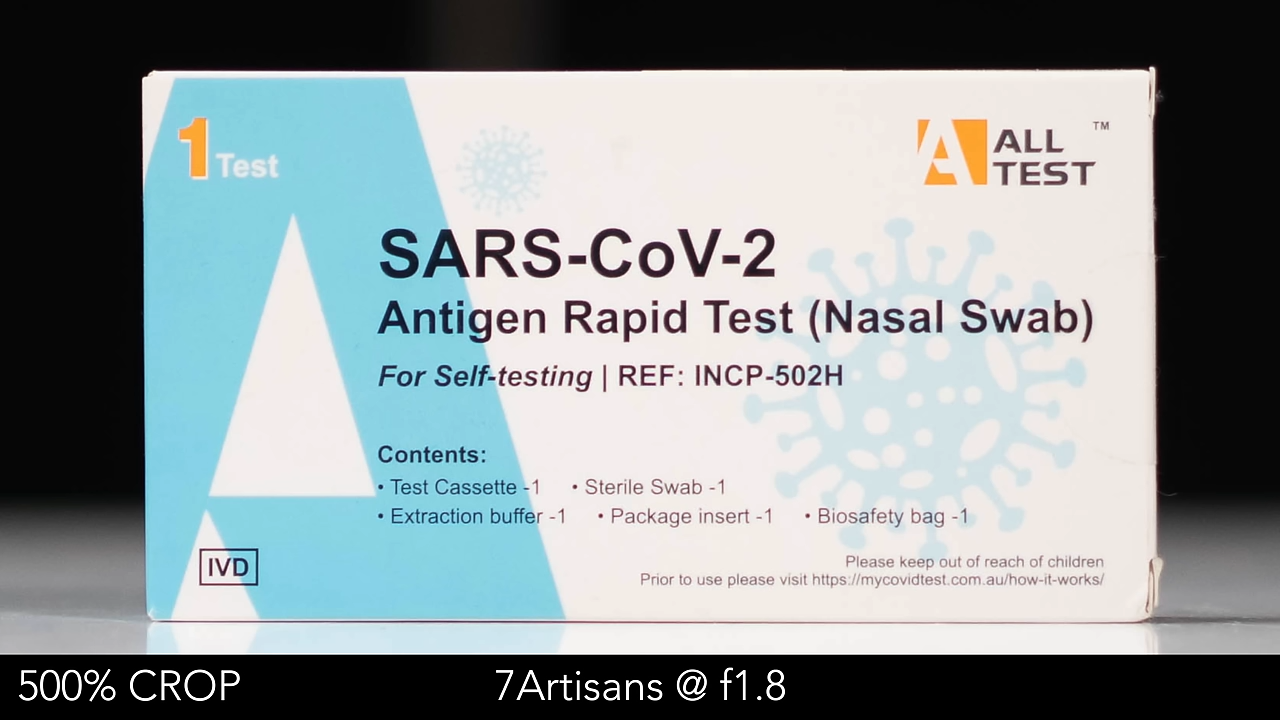 1 Test
A ALL TEST™
SARS-CoV-2
Antigen Rapid Test (Nasal Swab)
For Self-testing | REF: INCP-502H
Contents:
• Test Cassette -1 • Sterile Swab -1
• Extraction buffer -1 • Package insert -1 • Biosafety bag -1
IVD
Please keep out of reach of children
Prior to use please visit https://mycovidtest.com.au/how-it-works/
500% CROP 7Artisans @ f1.8